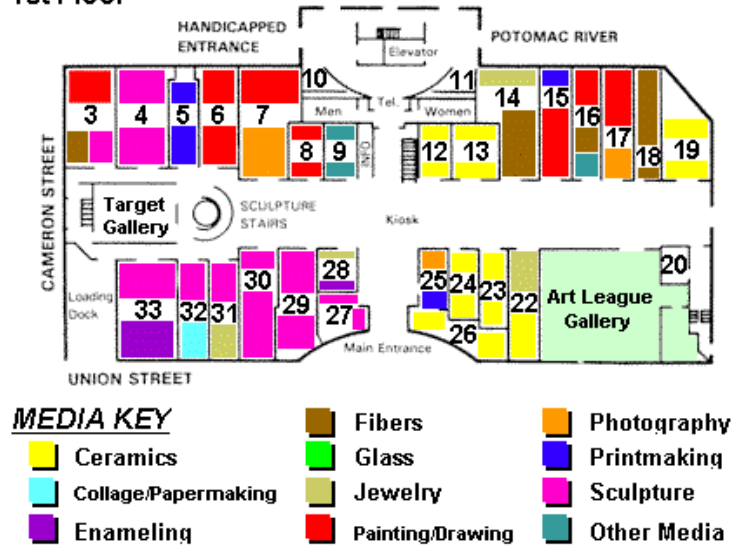 1st Floor
HANDICAPPED
ENTRANCE
POTOMAC RIVER
Elevator
10
11
Tel.
Men
Women
3
4
5
6
7
8
9
INFO
12
13
14
15
16
17
18
19
CAMERON STREET
Target
Gallery
SCULPTURE
STAIRS
Kiosk
Loading
Dock
33
32
31
30
29
28
27
25
24
23
22
26
20
Art League
Gallery
Main Entrance
UNION STREET
MEDIA KEY
Ceramics
Collage/Papermaking
Enameling
Fibers
Glass
Jewelry
Painting/Drawing
Photography
Printmaking
Sculpture
Other Media